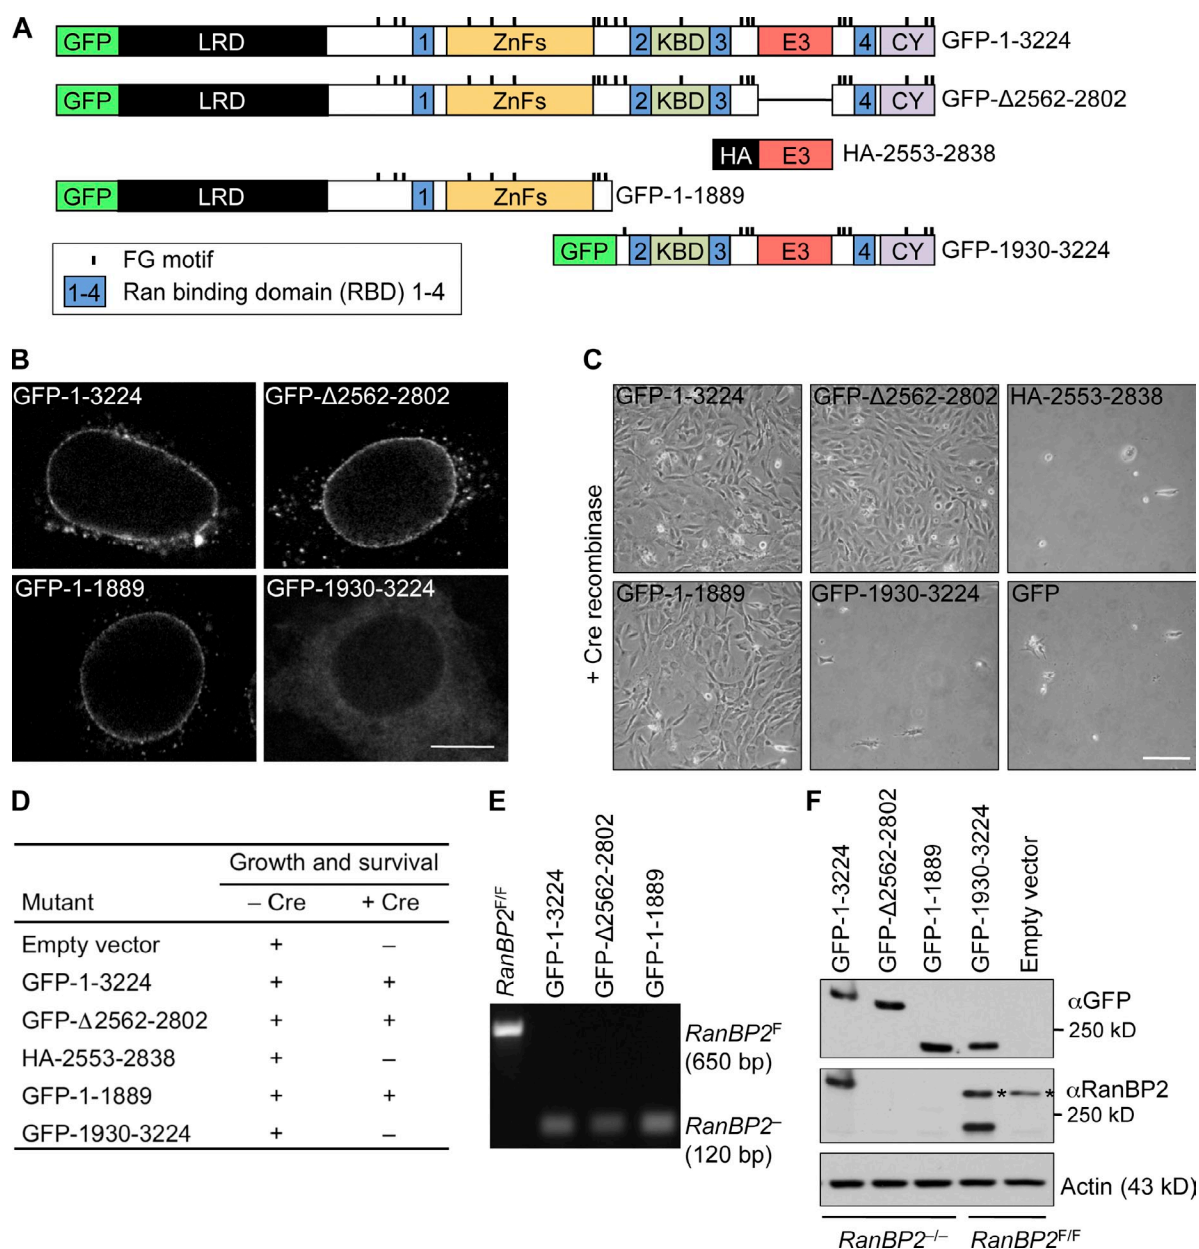 A
GFP LRD 1 ZnFs 2 KBD 3 E3 4 CY GFP-1-3224
GFP LRD 1 ZnFs 2 KBD 3 4 CY GFP-Δ2562-2802
HA E3 HA-2553-2838
GFP LRD 1 ZnFs GFP-1-1889
GFP 2 KBD 3 E3 4 CY GFP-1930-3224
FG motif
1-4 Ran binding domain (RBD) 1-4
B
GFP-1-3224 GFP-Δ2562-2802
GFP-1-1889 GFP-1930-3224
C
+ Cre recombinase
GFP-1-3224 GFP-Δ2562-2802 HA-2553-2838
GFP-1-1889 GFP-1930-3224 GFP
D
Growth and survival
Mutant – Cre + Cre
Empty vector + –
GFP-1-3224 + +
GFP-Δ2562-2802 + +
HA-2553-2838 + –
GFP-1-1889 + +
GFP-1930-3224 + –
E
RanBP2F/F
GFP-1-3224
GFP-Δ2562-2802
GFP-1-1889
RanBP2F
(650 bp)
RanBP2–
(120 bp)
F
GFP-1-3224
GFP-Δ2562-2802
GFP-1-1889
GFP-1930-3224
Empty vector
αGFP
250 kD
* * αRanBP2
250 kD
Actin (43 kD)
RanBP2–/– RanBP2F/F